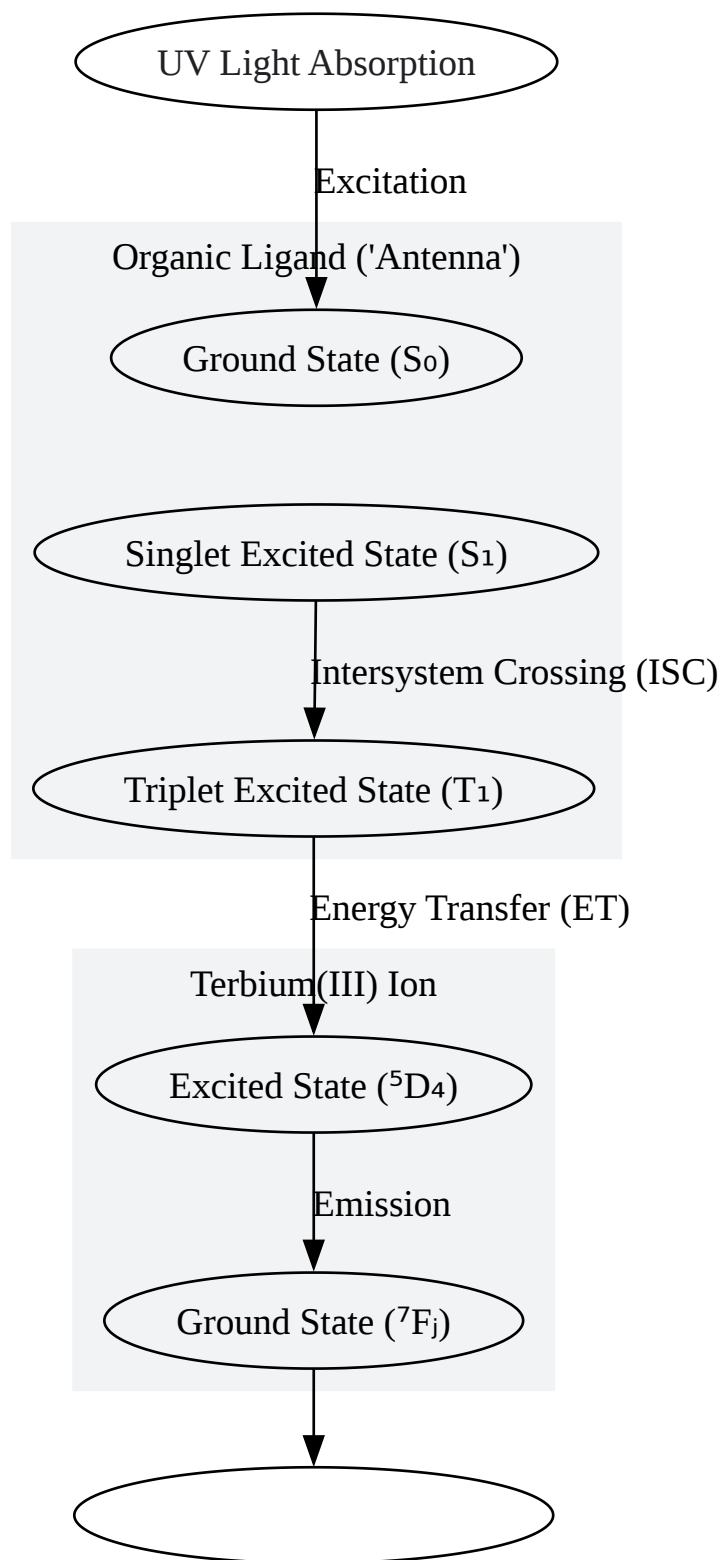 UV Light Absorption
Excitation
Organic Ligand ('Antenna')
Ground State (S₀)
Singlet Excited State (S₁)
Intersystem Crossing (ISC)
Triplet Excited State (T₁)
Energy Transfer (ET)
Terbium(III) Ion
Excited State (⁵D₄)
Emission
Ground State (⁷Fⱼ)